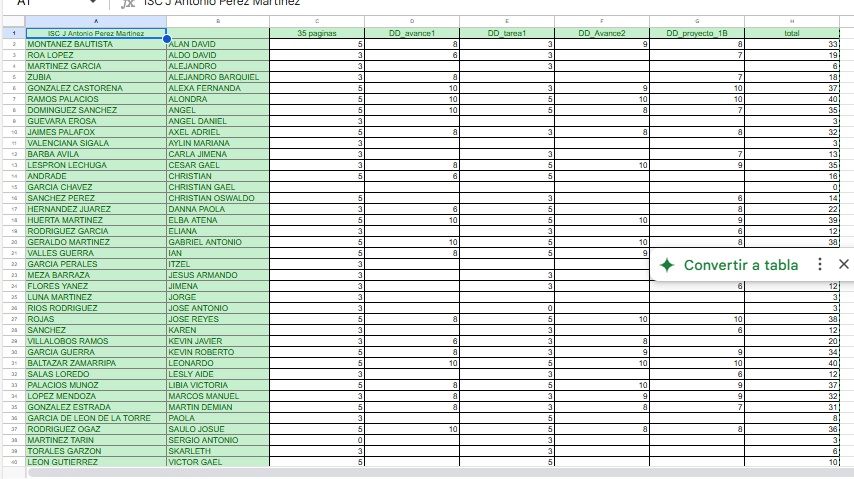 A1 ISC J Antonio Perez Martinez
A B C D E F G H
1 ISC J Antonio Perez Martinez 35 paginas DD_avance1 DD_tarea1 DD_Avance2 DD_proyecto_1B total
2 MONTANEZ BAUTISTA ALAN DAVID 5 8 3 9 8 33
3 ROA LOPEZ ALDO DAVID 3 6 3 7 19
4 MARTINEZ GARCIA ALEJANDRO 3 3 6
5 ZUBIA ALEJANDRO BARQUIEL 3 8 7 18
6 GONZALEZ CASTORENA ALEXA FERNANDA 5 10 3 9 10 37
7 RAMOS PALACIOS ALONDRA 5 10 5 10 10 40
8 DOMINGUEZ SANCHEZ ANGEL 5 10 5 8 7 35
9 GUEVARA EROSA ANGEL DANIEL 3 3
10 JAIMES PALAFOX AXEL ADRIEL 5 8 3 8 8 32
11 VALENCIANA SIGALA AYLIN MARIANA 3 3
12 BARBA AVILA CARLA JIMENA 3 3 7 13
13 LESPRON LECHUGA CESAR GAEL 3 8 5 10 9 35
14 ANDRADE CHRISTIAN 5 6 5 16
15 GARCIA CHAVEZ CHRISTIAN GAEL 0
16 SANCHEZ PEREZ CHRISTIAN OSWALDO 5 3 6 14
17 HERNANDEZ JUAREZ DANNA PAOLA 3 6 5 8 22
18 HUERTA MARTINEZ ELBA ATENA 5 10 5 10 9 39
19 RODRIGUEZ GARCIA ELIANA 3 3 6 12
20 GERALDO MARTINEZ GABRIEL ANTONIO 5 10 5 10 8 38
21 VALLES GUERRA IAN 5 8 5 9
22 GARCIA PERALES ITZEL 3
23 MEZA BARRAZA JESUS ARMANDO 3 3
24 FLORES YANEZ JIMENA 3 3 6 12
25 LUNA MARTINEZ JORGE 3 3
26 RIOS RODRIGUEZ JOSE ANTONIO 3 0 3
27 ROJAS JOSE REYES 5 8 5 10 10 38
28 SANCHEZ KAREN 3 3 6 12
29 VILLALOBOS RAMOS KEVIN JAVIER 3 6 3 8 20
30 GARCIA GUERRA KEVIN ROBERTO 5 8 3 9 9 34
31 BALTAZAR ZAMARRIPA LEONARDO 5 10 5 10 10 40
32 SALAS LOREDO LESLY AIDE 3 3 6 12
33 PALACIOS MUNOZ LIBIA VICTORIA 5 8 5 10 9 37
34 LOPEZ MENDOZA MARCOS MANUEL 3 8 3 9 9 32
35 GONZALEZ ESTRADA MARTIN DEMIAN 5 8 3 8 7 31
36 GARCIA DE LEON DE LA TORRE PAOLA 3 5 8
37 RODRIGUEZ OGAZ SAULO JOSUE 5 10 5 8 8 36
38 MARTINEZ TARIN SERGIO ANTONIO 0 3 3
39 TORALES GARZON SKARLETH 3 3 6
40 LEON GUTIERREZ VICTOR GAEL 5 5 10
Convertir a tabla